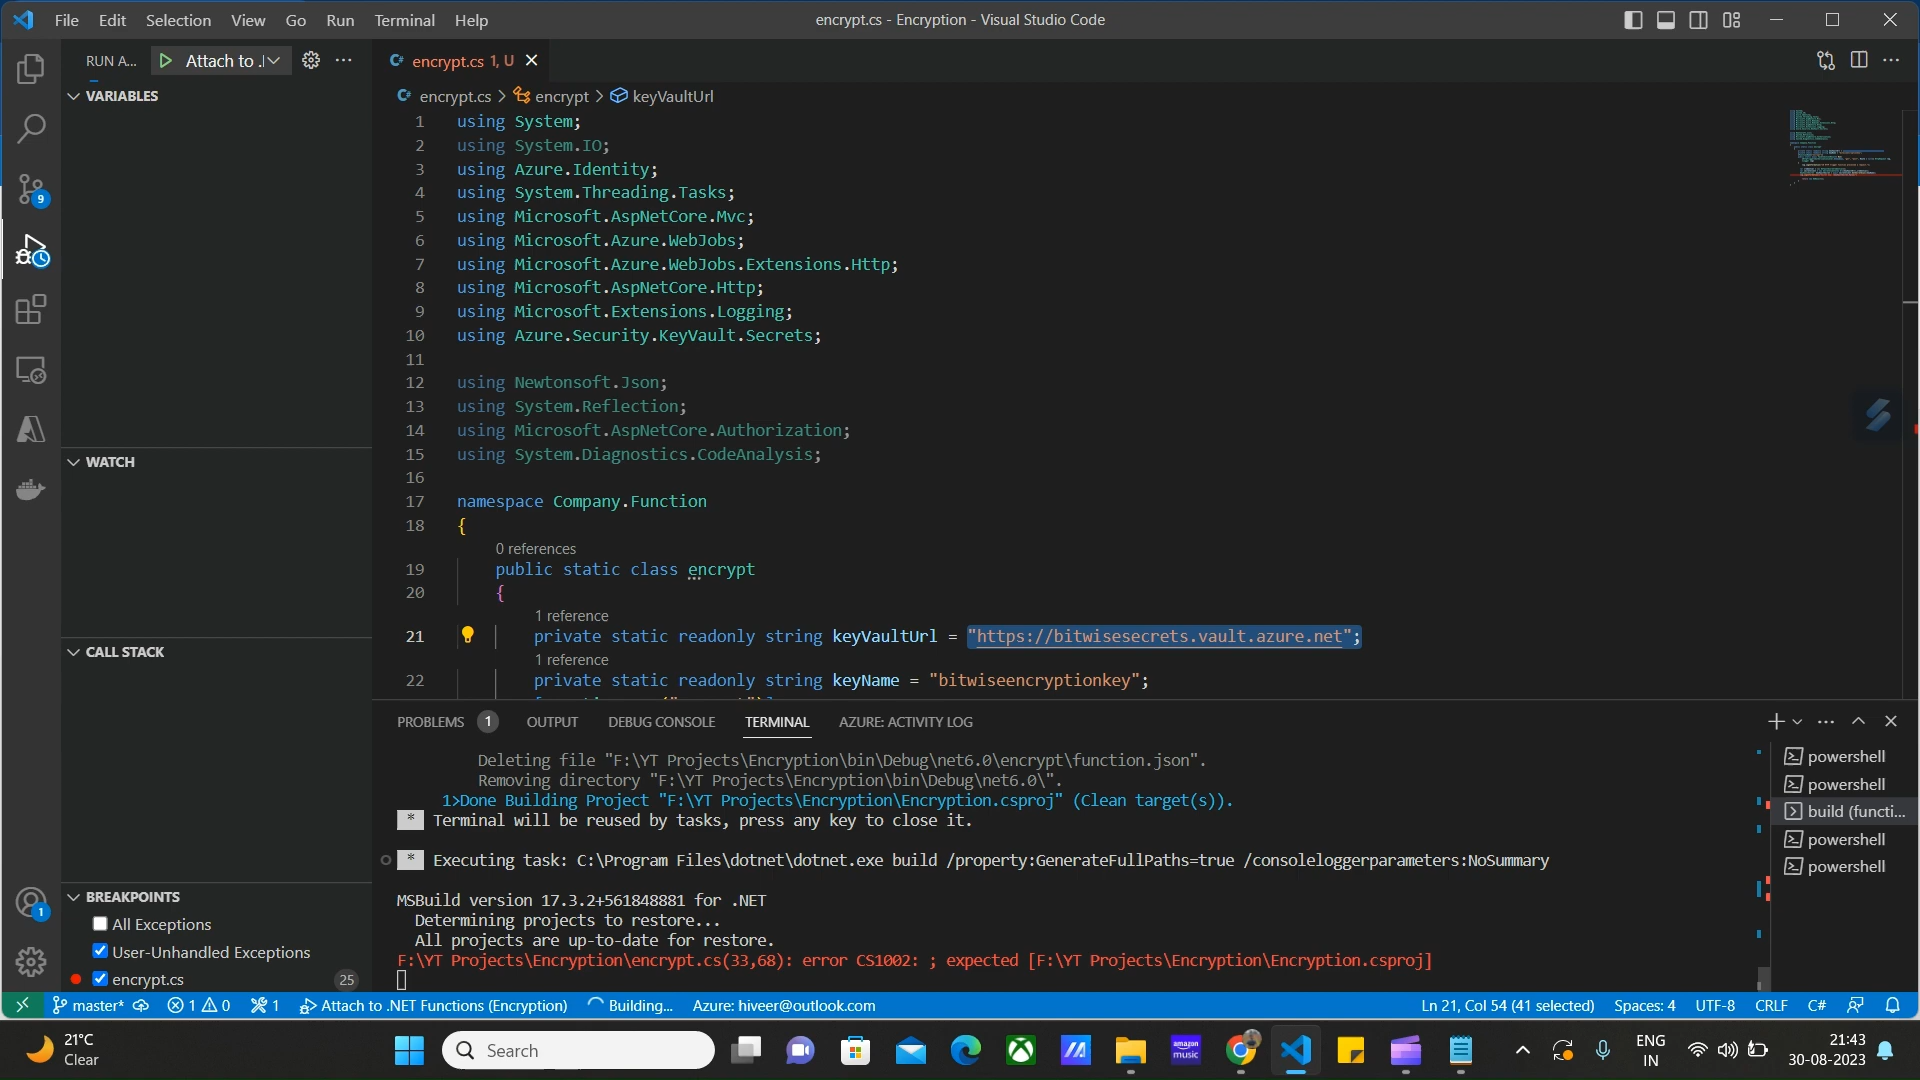 File Edit Selection View Go Run Terminal Help
encrypt.cs - Encryption - Visual Studio Code
RUN A... Attach to .
encrypt.cs 1, U
VARIABLES
encrypt.cs > encrypt > keyVaultUrl
1 using System;
2 using System.IO;
3 using Azure.Identity;
4 using System.Threading.Tasks;
5 using Microsoft.AspNetCore.Mvc;
6 using Microsoft.Azure.WebJobs;
7 using Microsoft.Azure.WebJobs.Extensions.Http;
8 using Microsoft.AspNetCore.Http;
9 using Microsoft.Extensions.Logging;
10 using Azure.Security.KeyVault.Secrets;
11
12 using Newtonsoft.Json;
13 using System.Reflection;
14 using Microsoft.AspNetCore.Authorization;
15 using System.Diagnostics.CodeAnalysis;
16
17 namespace Company.Function
18 {
0 references
19 public static class encrypt
20 {
1 reference
21 private static readonly string keyVaultUrl = "https://bitwisesecrets.vault.azure.net";
1 reference
22 private static readonly string keyName = "bitwiseencryptionkey";
9
WATCH
CALL STACK
BREAKPOINTS
All Exceptions
User-Unhandled Exceptions
encrypt.cs 25
1
PROBLEMS 1 OUTPUT DEBUG CONSOLE TERMINAL AZURE: ACTIVITY LOG
Deleting file "F:\YT Projects\Encryption\bin\Debug\net6.0\encrypt\function.json".
Removing directory "F:\YT Projects\Encryption\bin\Debug\net6.0\".
1>Done Building Project "F:\YT Projects\Encryption\Encryption.csproj" (Clean target(s)).
* Terminal will be reused by tasks, press any key to close it.
* Executing task: C:\Program Files\dotnet\dotnet.exe build /property:GenerateFullPaths=true /consoleloggerparameters:NoSummary
MSBuild version 17.3.2+561848881 for .NET
Determining projects to restore...
All projects are up-to-date for restore.
F:\YT Projects\Encryption\encrypt.cs(33,68): error CS1002: ; expected [F:\YT Projects\Encryption\Encryption.csproj]
powershell
powershell
build (functi...
powershell
powershell
master* 1 0 1 Attach to .NET Functions (Encryption) Building... Azure: hiveer@outlook.com
Ln 21, Col 54 (41 selected) Spaces: 4 UTF-8 CRLF C#
21°C
Clear
Search
amazon
music
ENG
IN
21:43
30-08-2023